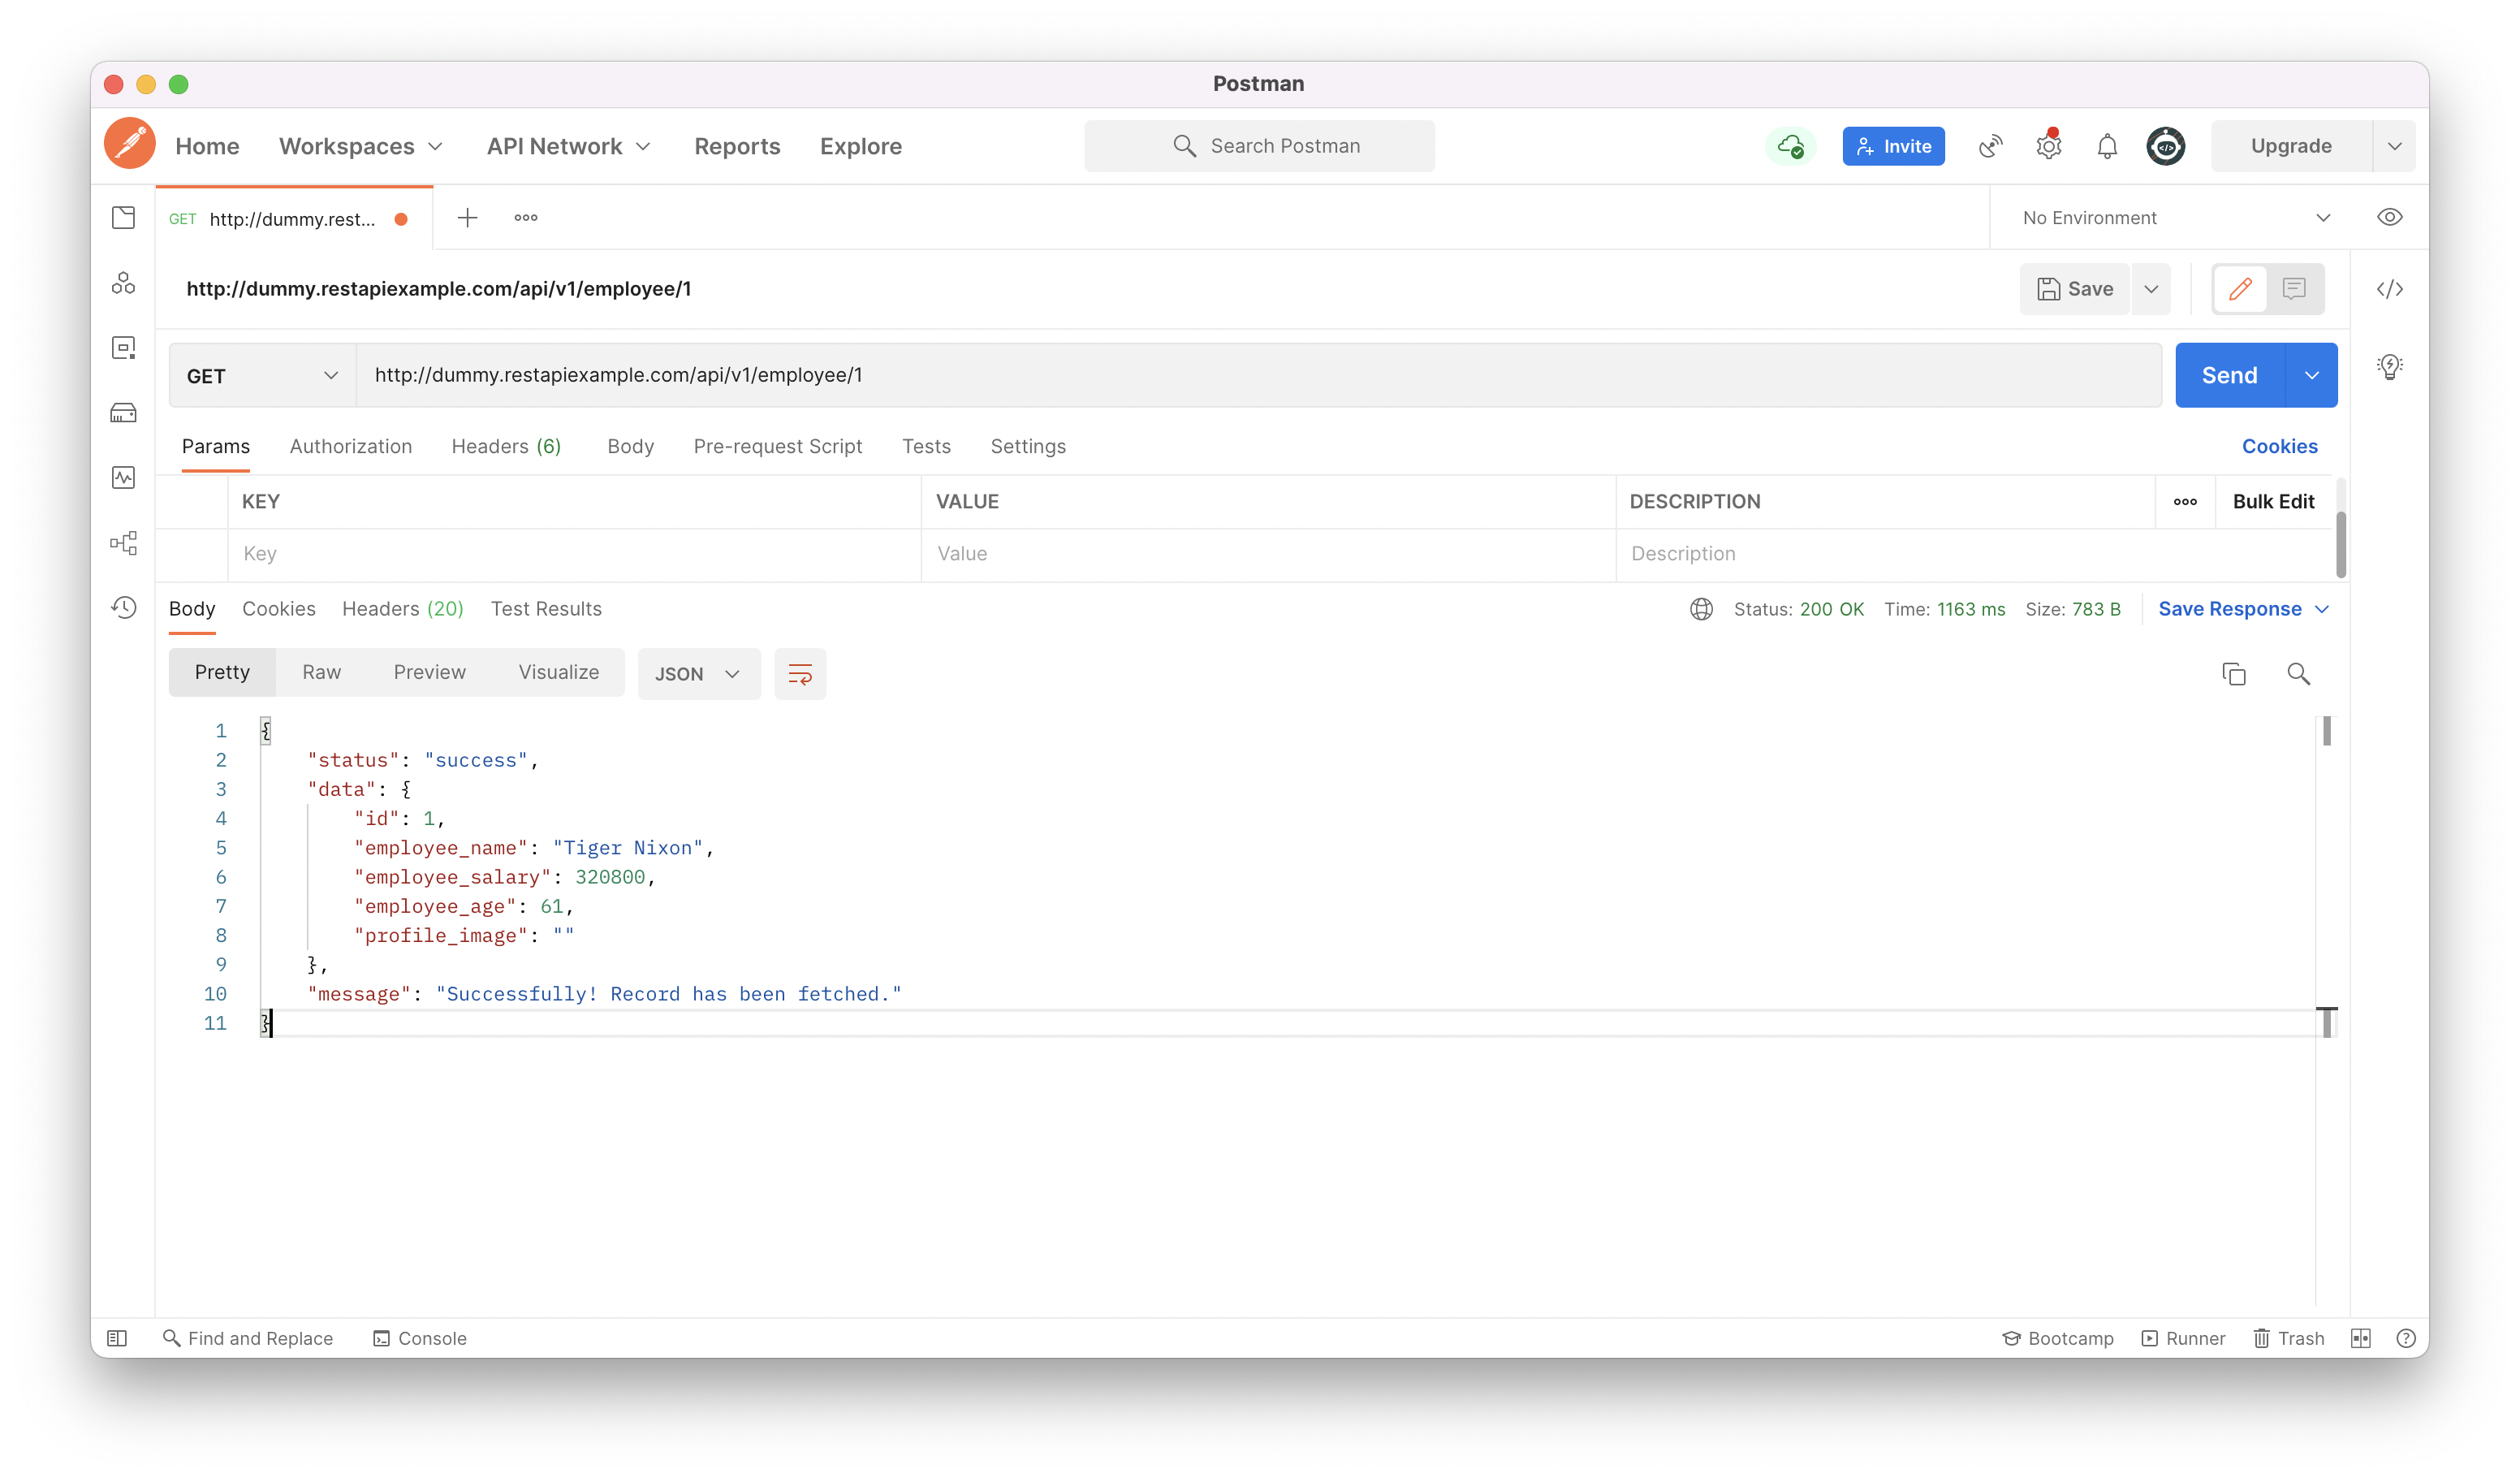 Postman
Home Workspaces API Network Reports Explore Search Postman Invite Upgrade
GET http://dummy.rest... No Environment
http://dummy.restapiexample.com/api/v1/employee/1 Save
GET http://dummy.restapiexample.com/api/v1/employee/1 Send
Params Authorization Headers (6) Body Pre-request Script Tests Settings Cookies
KEY VALUE DESCRIPTION Bulk Edit
Key Value Description
Body Cookies Headers (20) Test Results Status: 200 OK Time: 1163 ms Size: 783 B Save Response
Pretty Raw Preview Visualize JSON
1 {
2 "status": "success",
3 "data": {
4 "id": 1,
5 "employee_name": "Tiger Nixon",
6 "employee_salary": 320800,
7 "employee_age": 61,
8 "profile_image": ""
9 },
10 "message": "Successfully! Record has been fetched."
11 }
Find and Replace Console Bootcamp Runner Trash